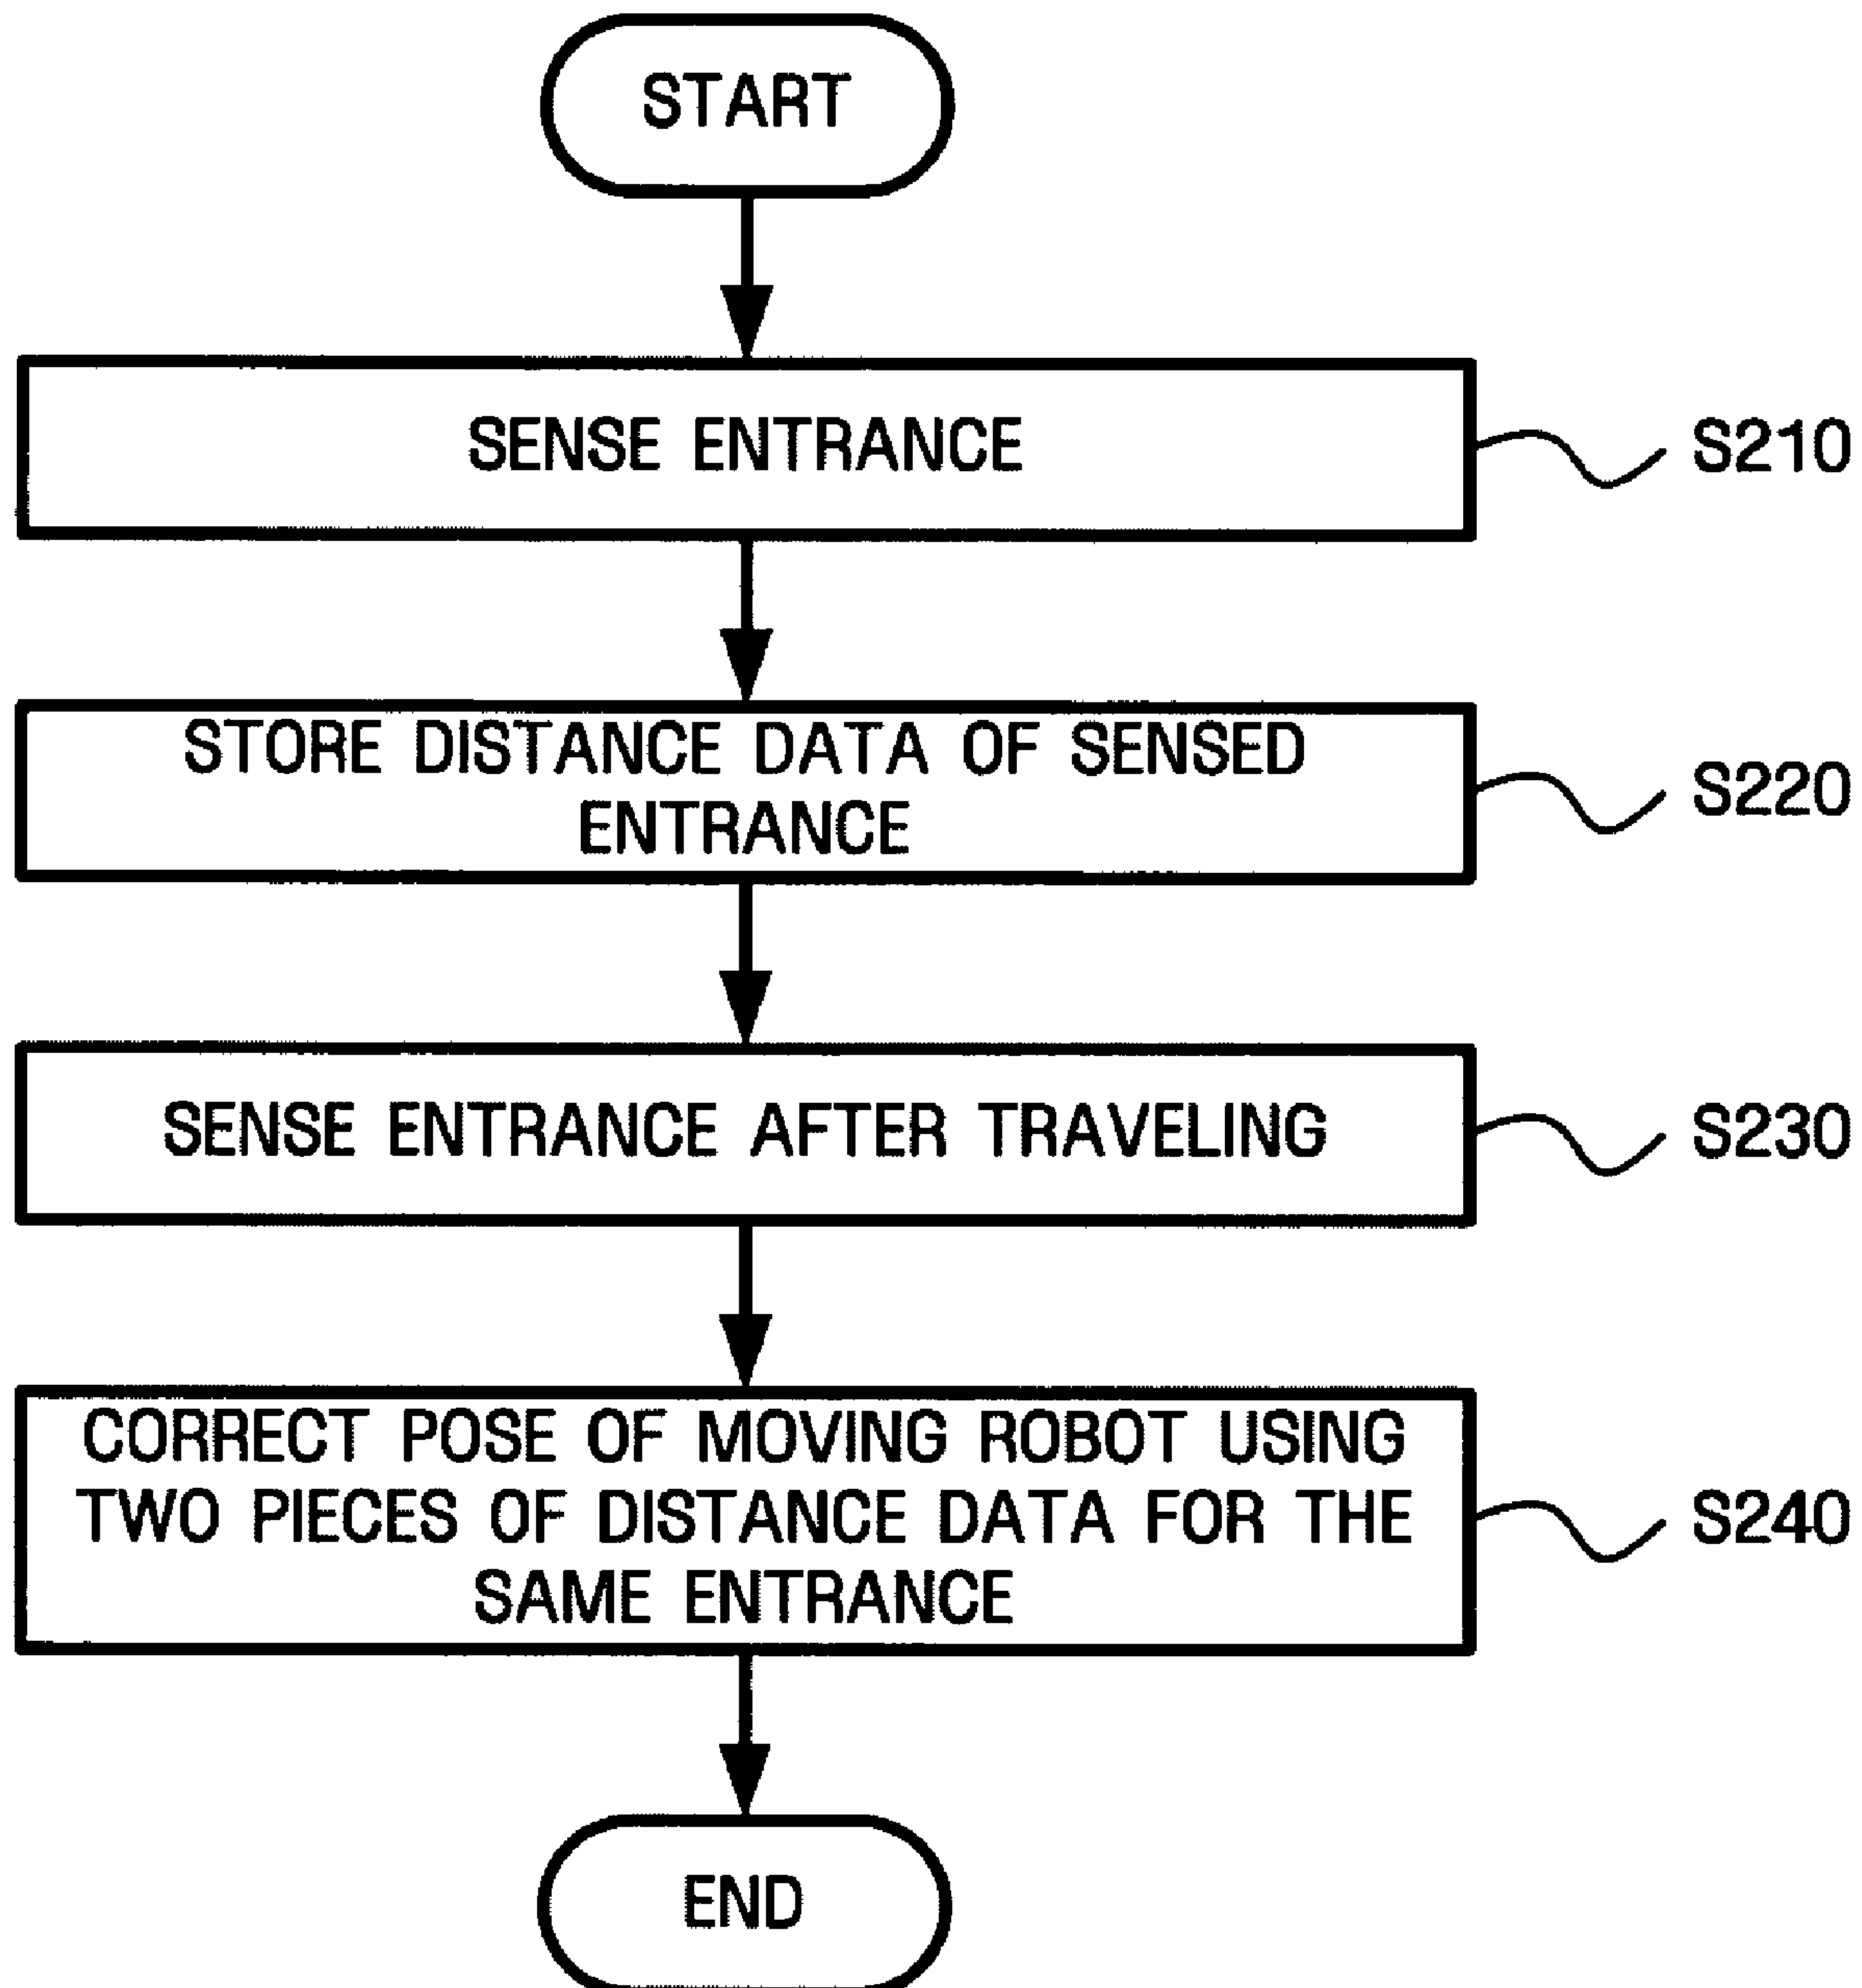 START
SENSE ENTRANCE
S210
STORE DISTANCE DATA OF SENSED
ENTRANCE
S220
SENSE ENTRANCE AFTER TRAVELING
S230
CORRECT POSE OF MOVING ROBOT USING
TWO PIECES OF DISTANCE DATA FOR THE
SAME ENTRANCE
S240
END